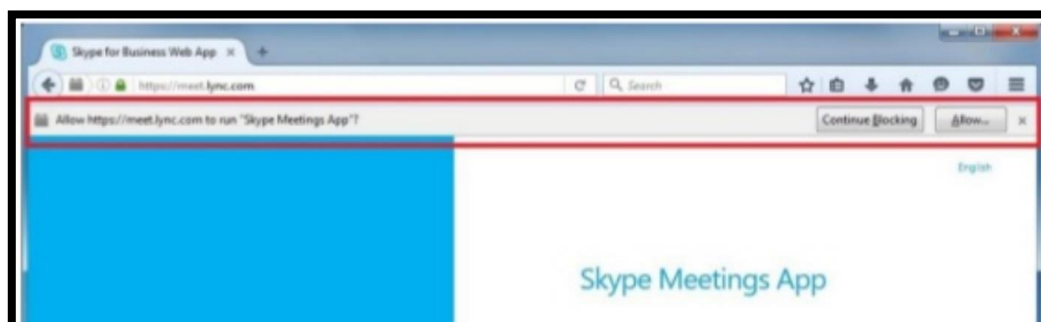 Skype for Business Web App
https://meet.lync.com
Search
Allow https://meet.lync.com to run "Skype Meetings App"?
Continue Blocking
Allow...
English
Skype Meetings App